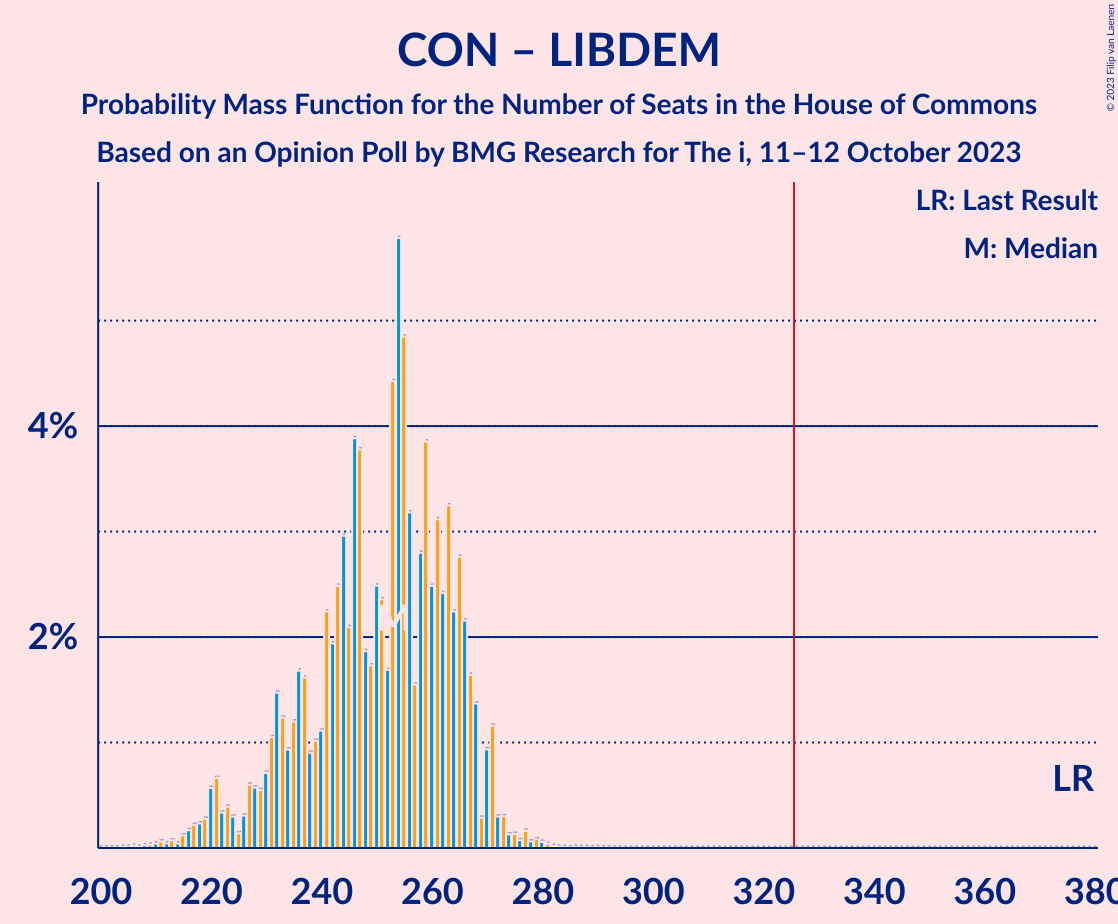 CON – LIBDEM
Probability Mass Function for the Number of Seats in the House of Commons
Based on an Opinion Poll by BMG Research for The i, 11–12 October 2023
© 2023 Filip van Laenen
LR: Last Result
M: Median
4%
2%
M
LR
200 220 240 260 280 300 320 340 360 380